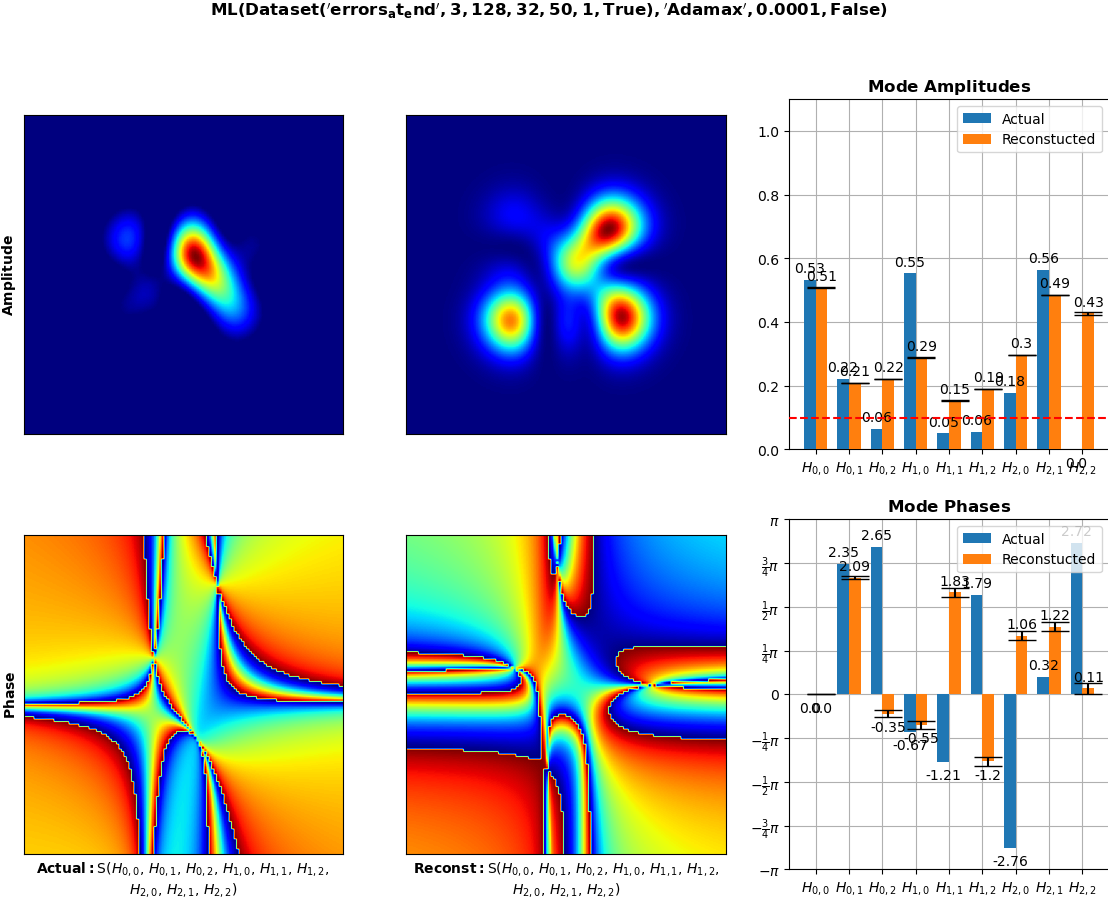 ML(Dataset('errors_at_end', 3, 128, 32, 50, 1, True), 'Adamax', 0.0001, False)
Mode Amplitudes
Actual
Reconstucted
1.0
0.8
0.6
0.4
0.2
0.0
0.53
0.51
0.22
0.21
0.06
0.22
0.55
0.29
0.05
0.15
0.06
0.19
0.18
0.3
0.56
0.49
0.0
0.43
H0,0 H0,1 H0,2 H1,0 H1,1 H1,2 H2,0 H2,1 H2,2
Amplitude
Mode Phases
Actual
Reconstucted
π
3/4π
1/2π
1/4π
0
−1/4π
−1/2π
−3/4π
−π
0.0
0.0
2.35
2.09
2.65
-0.35
-0.67
-0.55
-1.21
1.83
1.79
-1.2
-2.76
1.06
0.32
1.22
2.72
0.11
H0,0 H0,1 H0,2 H1,0 H1,1 H1,2 H2,0 H2,1 H2,2
Phase
Actual: S(H0,0, H0,1, H0,2, H1,0, H1,1, H1,2,
H2,0, H2,1, H2,2)
Reconst: S(H0,0, H0,1, H0,2, H1,0, H1,1, H1,2,
H2,0, H2,1, H2,2)